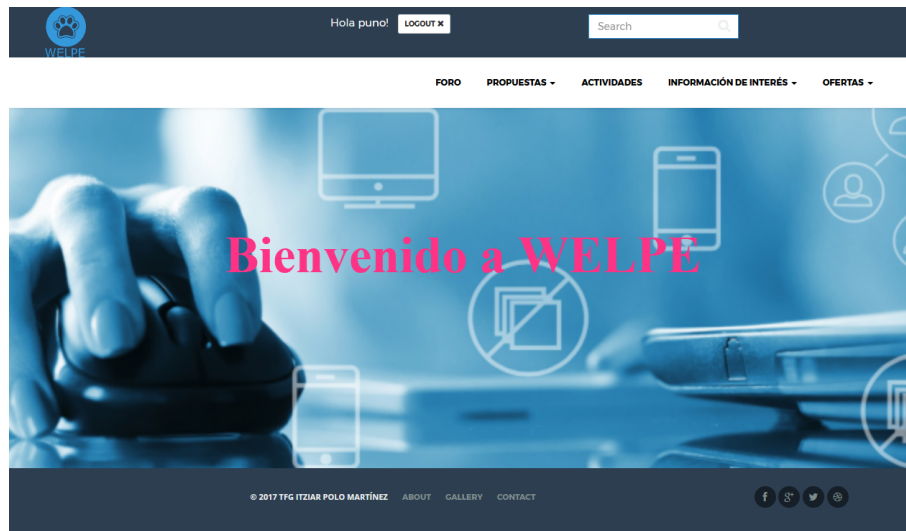 Hola puno! LOGOUT ✖ Search
WELPE
FORO PROPUESTAS ACTIVIDADES INFORMACIÓN DE INTERÉS OFERTAS
Bienvenido a WELPE
© 2017 TFG ITZIAR POLO MARTÍNEZ ABOUT GALLERY CONTACT